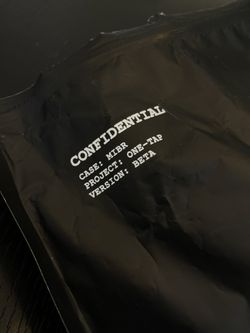 CONFIDENTIAL
CASE: MIBR
PROJECT: ONE-TAP
VERSION: BETA